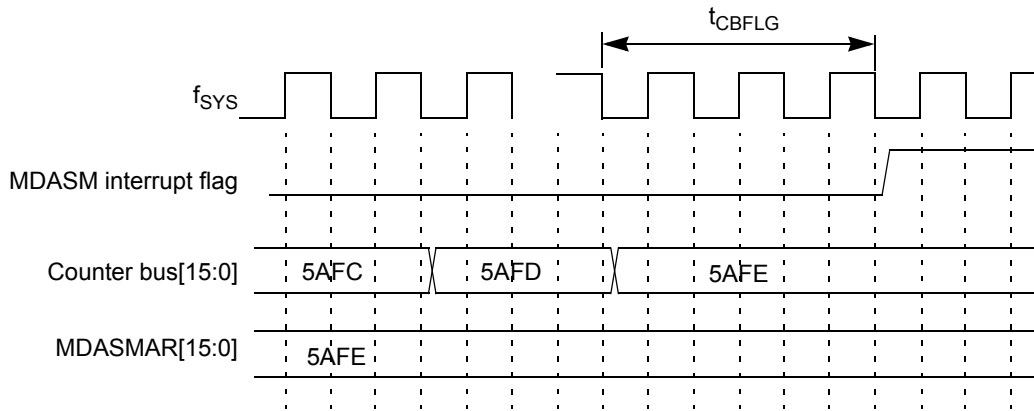 tCBFLG
fSYS
MDASM interrupt flag
Counter bus[15:0] 5AFC 5AFD 5AFE
MDASMAR[15:0] 5AFE